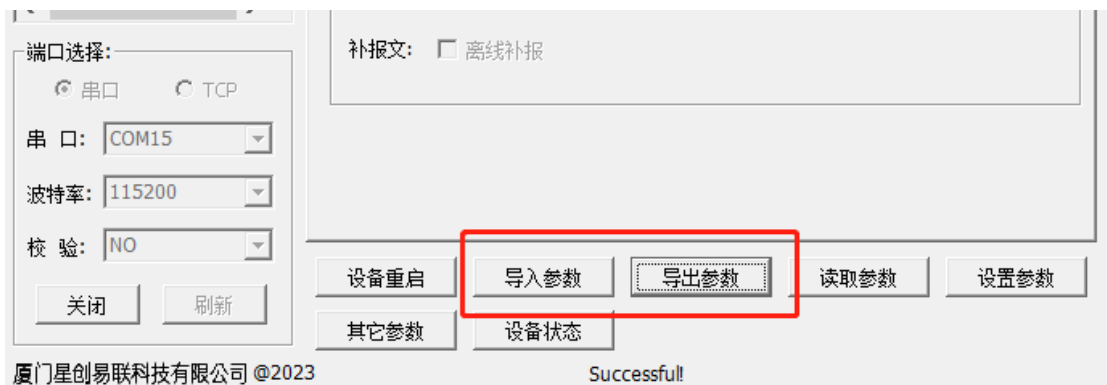 端口选择:
串口 TCP
串 口: COM15
波特率: 115200
校 验: NO
关闭 刷新
补报文: 离线补报
设备重启 导入参数 导出参数 读取参数 设置参数
其它参数 设备状态
厦门星创易联科技有限公司 @2023 Successful!